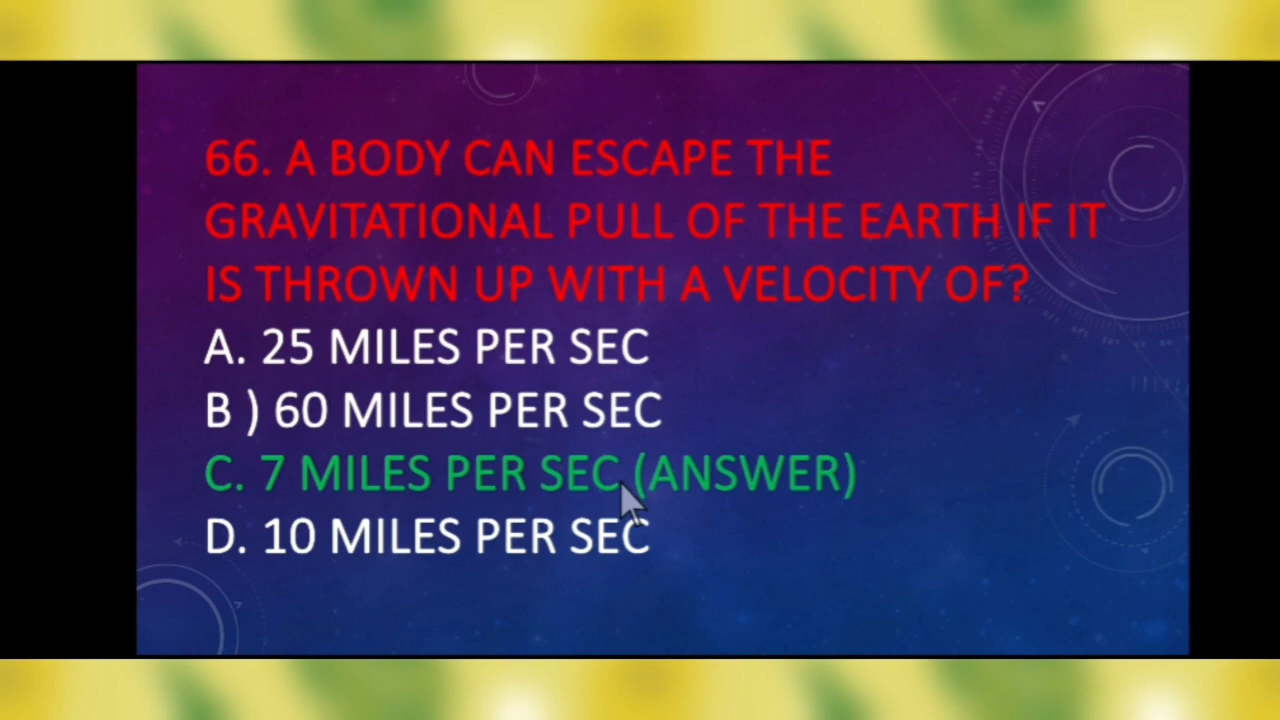 66. A BODY CAN ESCAPE THE
GRAVITATIONAL PULL OF THE EARTH IF IT
IS THROWN UP WITH A VELOCITY OF?
A. 25 MILES PER SEC
B ) 60 MILES PER SEC
C. 7 MILES PER SEC (ANSWER)
D. 10 MILES PER SEC